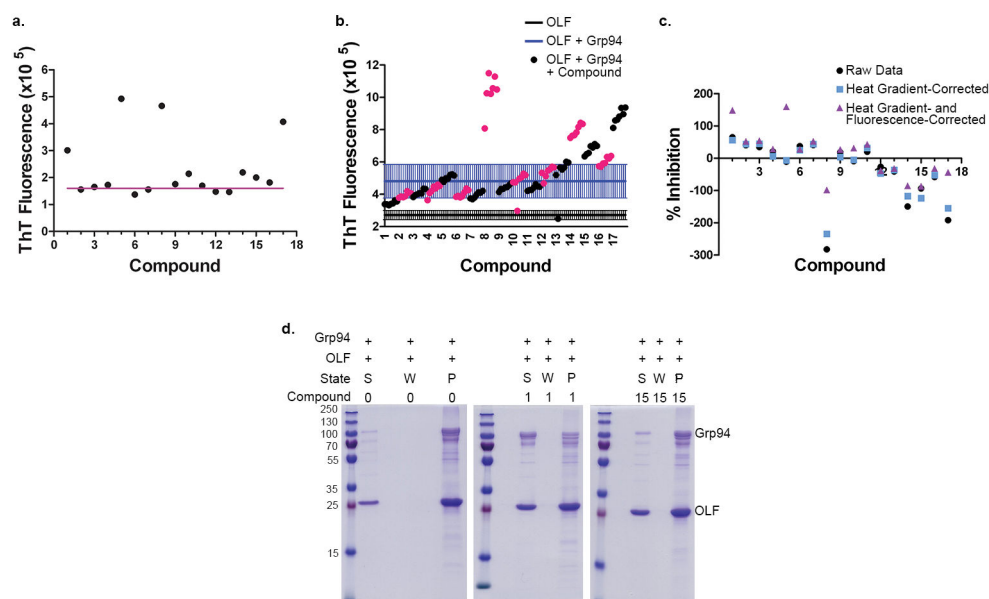 a.
ThT Fluorescence (x10 5)
6
5
4
3
2
1
0
0 3 6 9 12 15 18
Compound
b.
OLF
OLF + Grp94
OLF + Grp94
+ Compound
ThT Fluorescence (x10 5)
12
10
8
6
4
2
1 2 3 4 5 6 7 8 9 10 11 12 13 14 15 16 17
Compound
c.
Raw Data
Heat Gradient-Corrected
Heat Gradient- and
Fluorescence-Corrected
% Inhibition
200
100
0
-100
-200
-300
3 6 9 12 15 18
Compound
d.
Grp94 + + + + + + + + +
OLF + + + + + + + + +
State S W P S W P S W P
Compound 0 0 0 1 1 1 15 15 15
250
130
100
70
55
35
25
15
Grp94
OLF